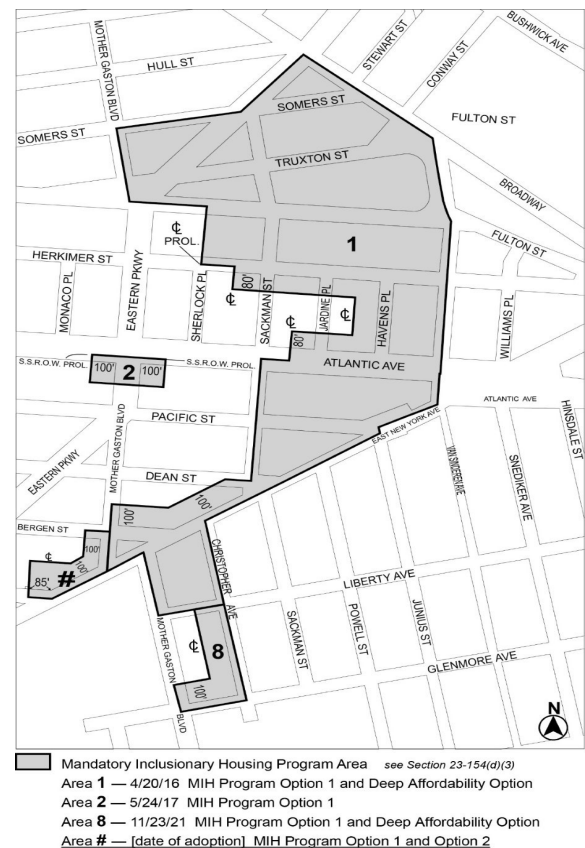 MOTHER GASTON BLVD
HULL ST
STEWART ST
CONWAY ST
BUSHWICK AVE
SOMERS ST
FULTON ST
SOMERS ST
TRUXTON ST
BROADWAY
℄
PROL.
1
FULTON ST
HERKIMER ST
MONACO PL
EASTERN PKWY
SHERLOCK PL
SACKMAN ST
80'
℄
℄
JARDINE PL
℄
HAVENS PL
WILLIAMS PL
80'
S.S.R.O.W. PROL.
100' 2 100'
S.S.R.O.W. PROL.
ATLANTIC AVE
ATLANTIC AVE
HINSDALE ST
PACIFIC ST
MOTHER GASTON BLVD
EAST NEW YORK AVE
VAN SINDEREN AVE
SNEDIKER AVE
EASTERN PKWY
DEAN ST
100'
100'
BERGEN ST
℄
100'
100'
85'
#
CHRISTOPHER AVE
LIBERTY AVE
MOTHER GASTON BLVD
℄
8
100'
SACKMAN ST
POWELL ST
JUNIUS ST
GLENMORE AVE
N
Mandatory Inclusionary Housing Program Area see Section 23-154(d)(3)
Area 1 — 4/20/16 MIH Program Option 1 and Deep Affordability Option
Area 2 — 5/24/17 MIH Program Option 1
Area 8 — 11/23/21 MIH Program Option 1 and Deep Affordability Option
Area # — [date of adoption] MIH Program Option 1 and Option 2